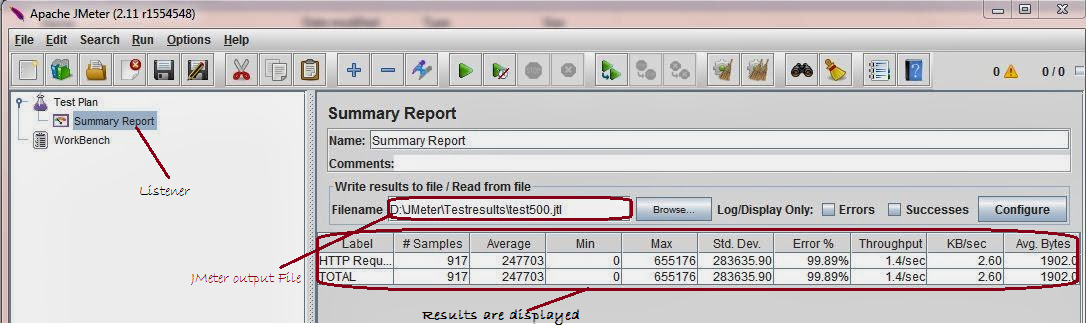 Apache JMeter (2.11 r1554548)
File Edit Search Run Options Help
0 0 / 0
Test Plan
Summary Report
WorkBench
Listener
JMeter output File
Summary Report
Name: Summary Report
Comments:
Write results to file / Read from file
Filename D:\JMeter\Testresults\test500.jtl Browse... Log/Display Only: Errors Successes Configure
Label # Samples Average Min Max Std. Dev. Error % Throughput KB/sec Avg. Bytes
HTTP Requ... 917 247703 0 655176 283635.90 99.89% 1.4/sec 2.60 1902.0
TOTAL 917 247703 0 655176 283635.90 99.89% 1.4/sec 2.60 1902.0
Results are displayed